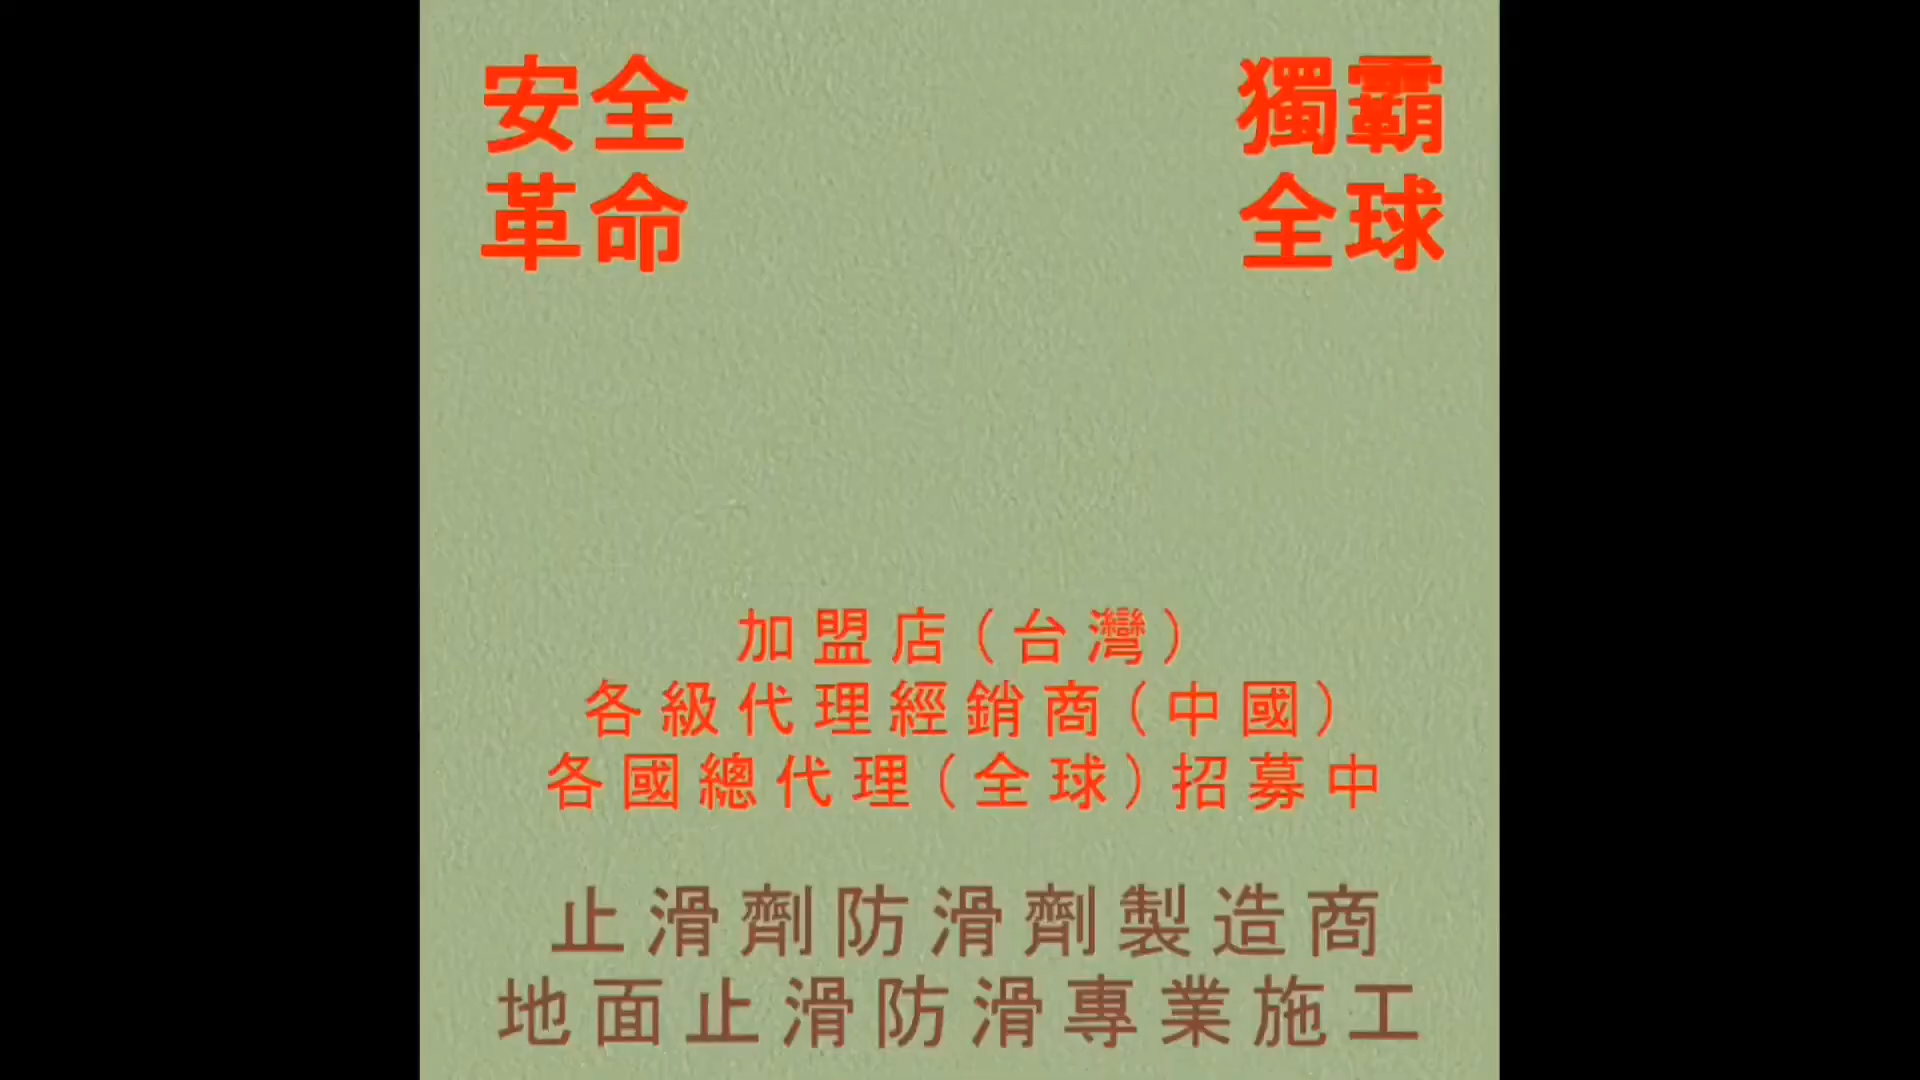 安全
革命
獨霸
全球
加盟店(台灣)
各級代理經銷商(中國)
各國總代理(全球)招募中
止滑劑防滑劑製造商
地面止滑防滑專業施工